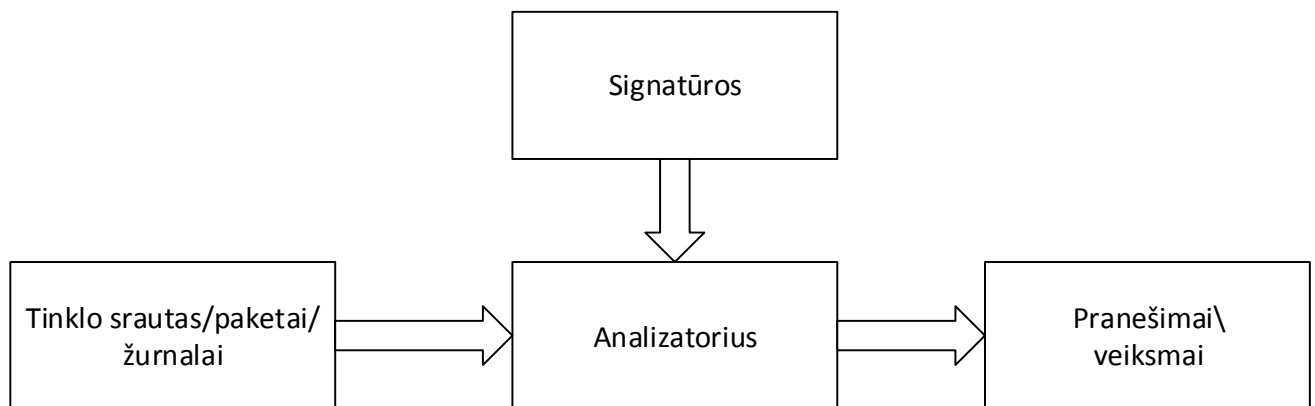 Signatūros
Tinklo srautas/paketai/
žurnalai
Analizatorius
Pranešimai\
veiksmai